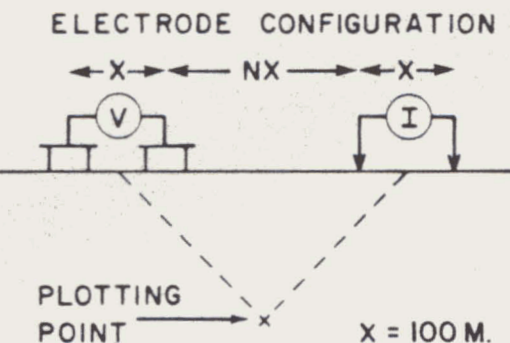 ELECTRODE CONFIGURATION
X NX X
V I
PLOTTING
POINT x X = 100 M.